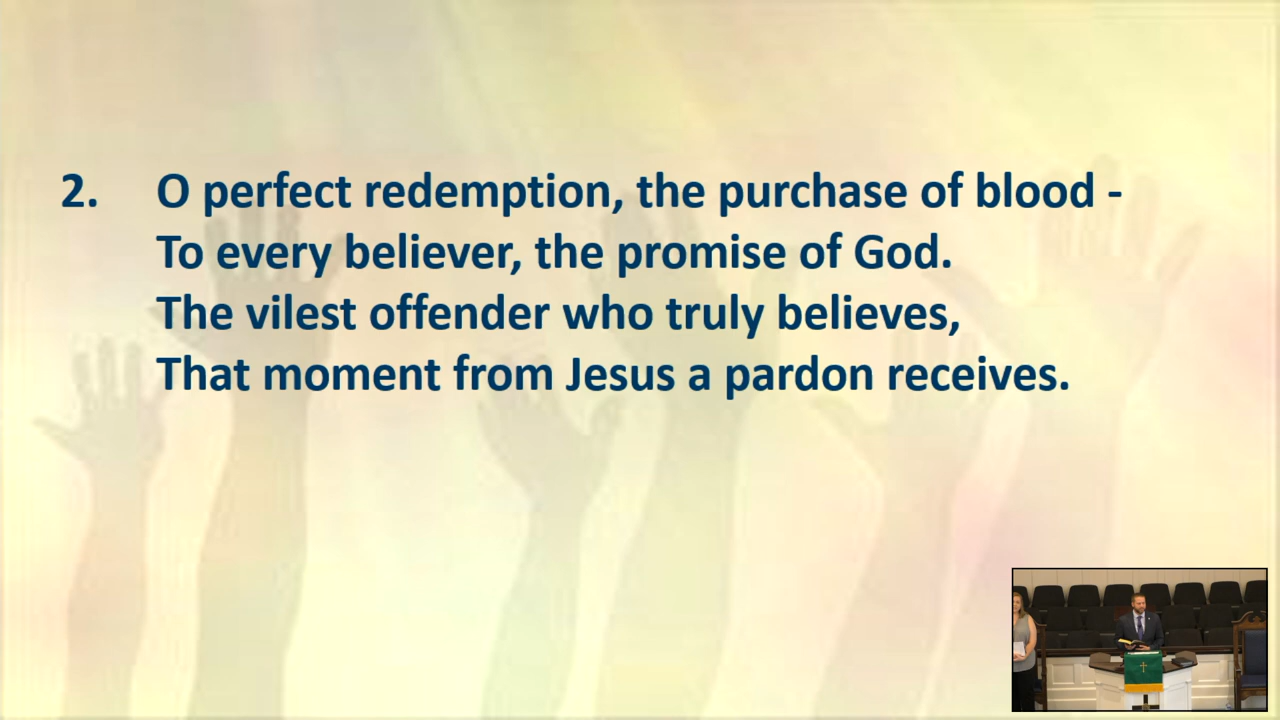 2. O perfect redemption, the purchase of blood -
To every believer, the promise of God.
The vilest offender who truly believes,
That moment from Jesus a pardon receives.